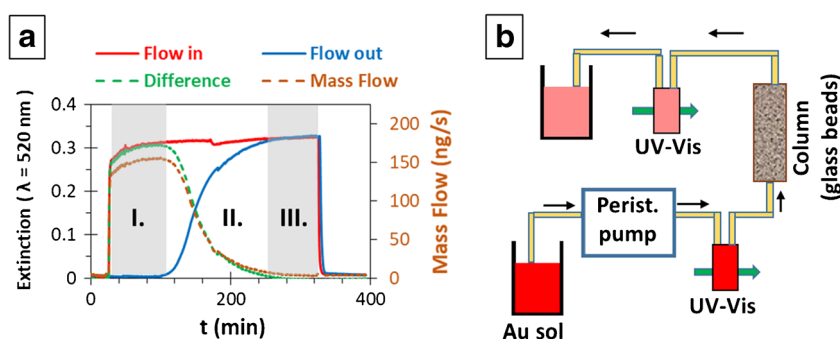 a
Flow in
Flow out
Difference
Mass Flow
Extinction ( λ = 520 nm)
0.4
0.3
0.2
0.1
0
I.
II.
III.
200
150
100
50
0
Mass Flow (ng/s)
0
200
400
t (min)
b
UV-Vis
Column
(glass beads)
Perist.
pump
Au sol
UV-Vis